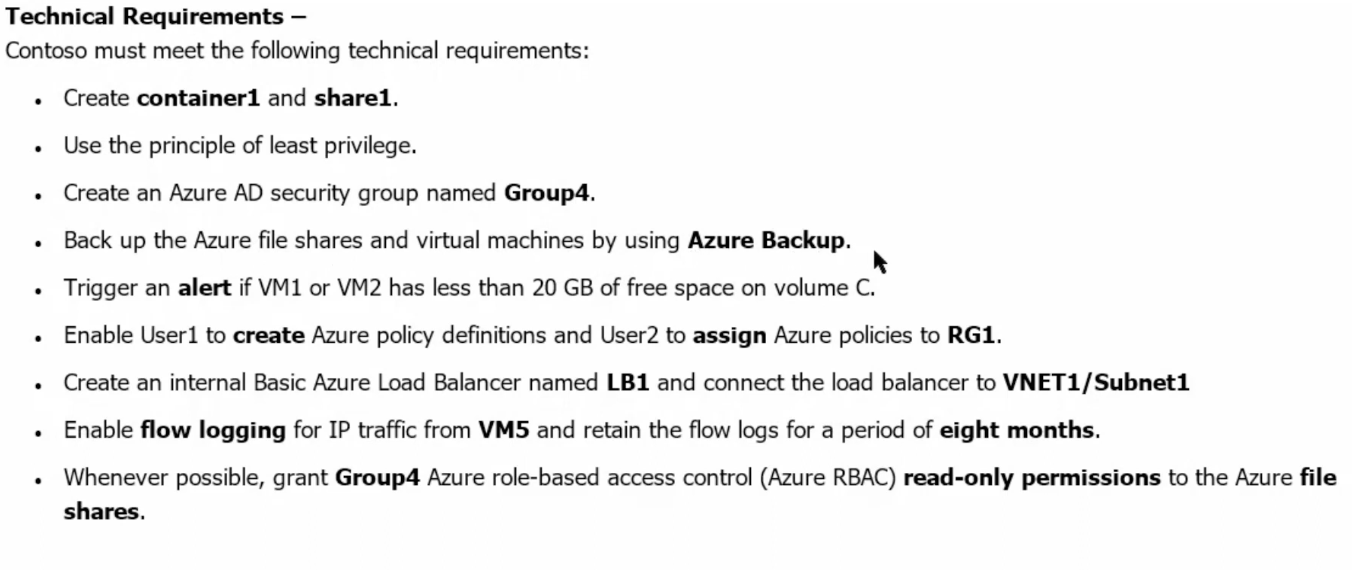 Technical Requirements –
Contoso must meet the following technical requirements:
• Create container1 and share1.
• Use the principle of least privilege.
• Create an Azure AD security group named Group4.
• Back up the Azure file shares and virtual machines by using Azure Backup.
• Trigger an alert if VM1 or VM2 has less than 20 GB of free space on volume C.
• Enable User1 to create Azure policy definitions and User2 to assign Azure policies to RG1.
• Create an internal Basic Azure Load Balancer named LB1 and connect the load balancer to VNET1/Subnet1
• Enable flow logging for IP traffic from VM5 and retain the flow logs for a period of eight months.
• Whenever possible, grant Group4 Azure role-based access control (Azure RBAC) read-only permissions to the Azure file
shares.